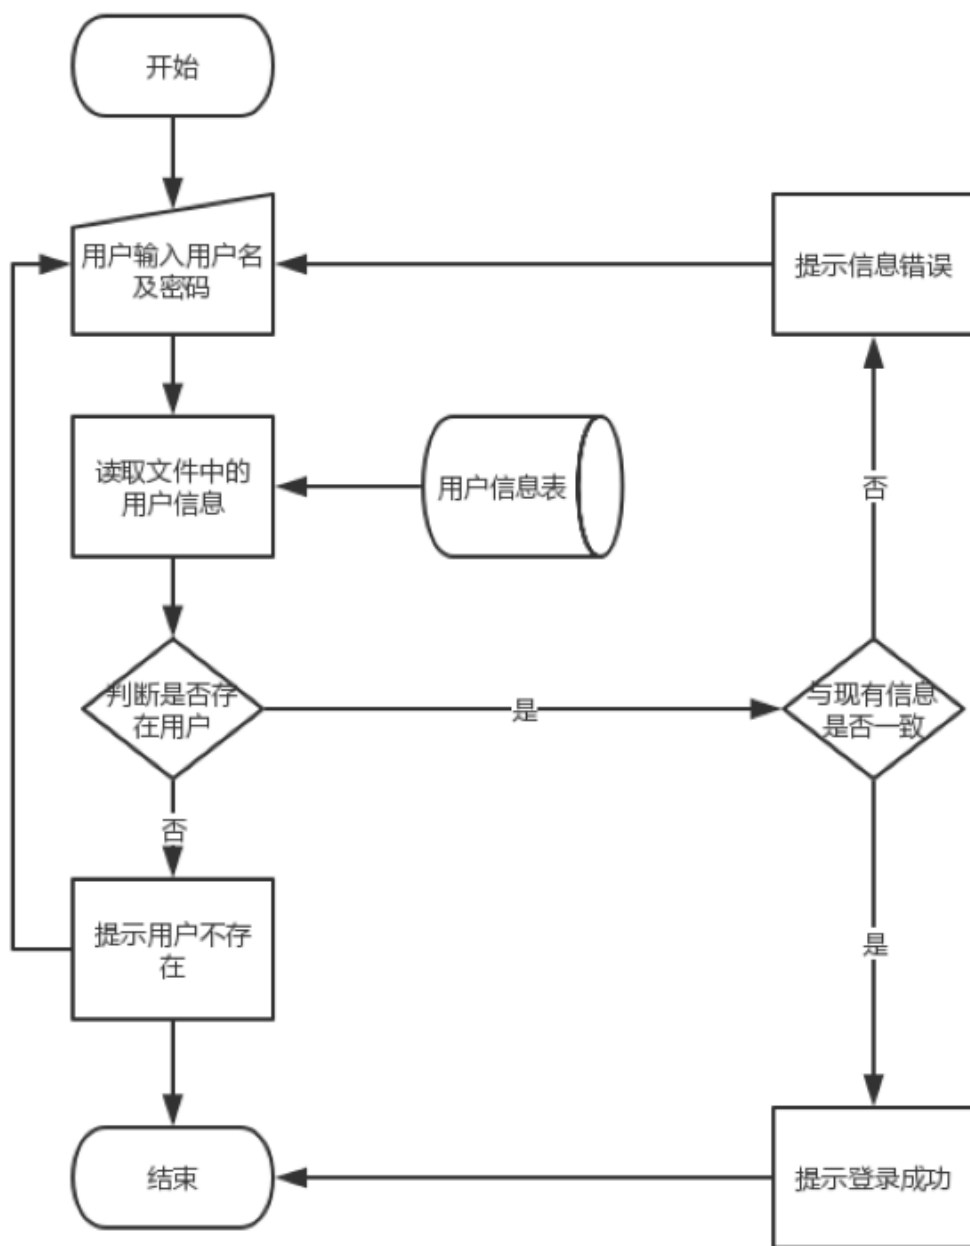 开始
用户输入用户名
及密码
提示信息错误
读取文件中的
用户信息
用户信息表
否
判断是否存
在用户
是
与现有信息
是否一致
否
提示用户不存
在
是
结束
提示登录成功